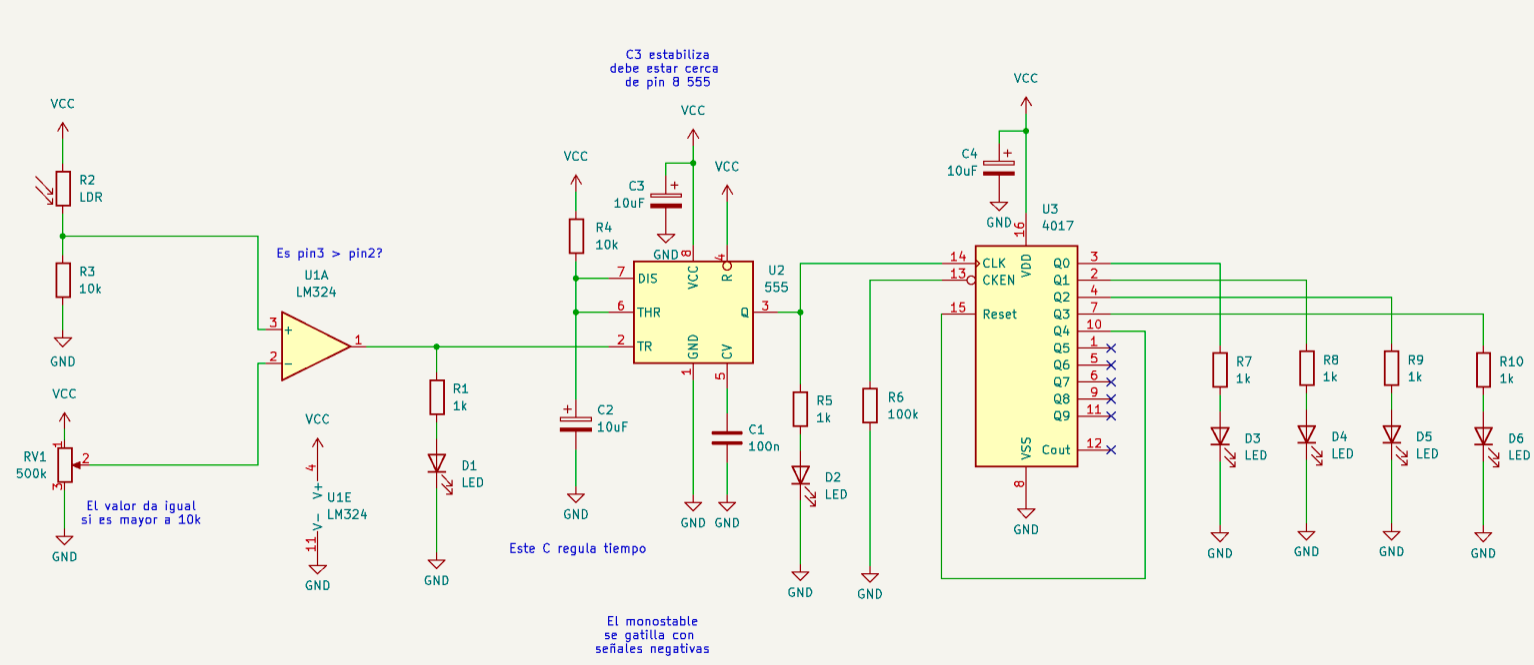 C3 estabiliza
debe estar cerca
de pin 8 555
VCC
R2
LDR
R3
10k
GND
VCC
RV1
500k
1
2
3
GND
El valor da igual
si es mayor a 10k
Es pin3 > pin2?
U1A
LM324
3
+
2
-
1
VCC
4
V+
U1E
LM324
V-
11
GND
R1
1k
D1
LED
GND
VCC
R4
10k
C2
10uF
+
GND
Este C regula tiempo
VCC
C3
10uF
+
GND
VCC
U2
555
8
VCC
4
R
7
DIS
6
THR
2
TR
Q
3
GND
1
CV
5
GND
C1
100n
GND
El monostable
se gatilla con
señales negativas
R5
1k
D2
LED
GND
R6
100k
GND
VCC
C4
10uF
+
GND
U3
4017
16
VDD
14
CLK
13
CKEN
15
Reset
Q0
3
Q1
2
Q2
4
Q3
7
Q4
10
Q5
1
Q6
5
Q7
6
Q8
9
Q9
11
Cout
12
VSS
8
GND
R7
1k
D3
LED
GND
R8
1k
D4
LED
GND
R9
1k
D5
LED
GND
R10
1k
D6
LED
GND